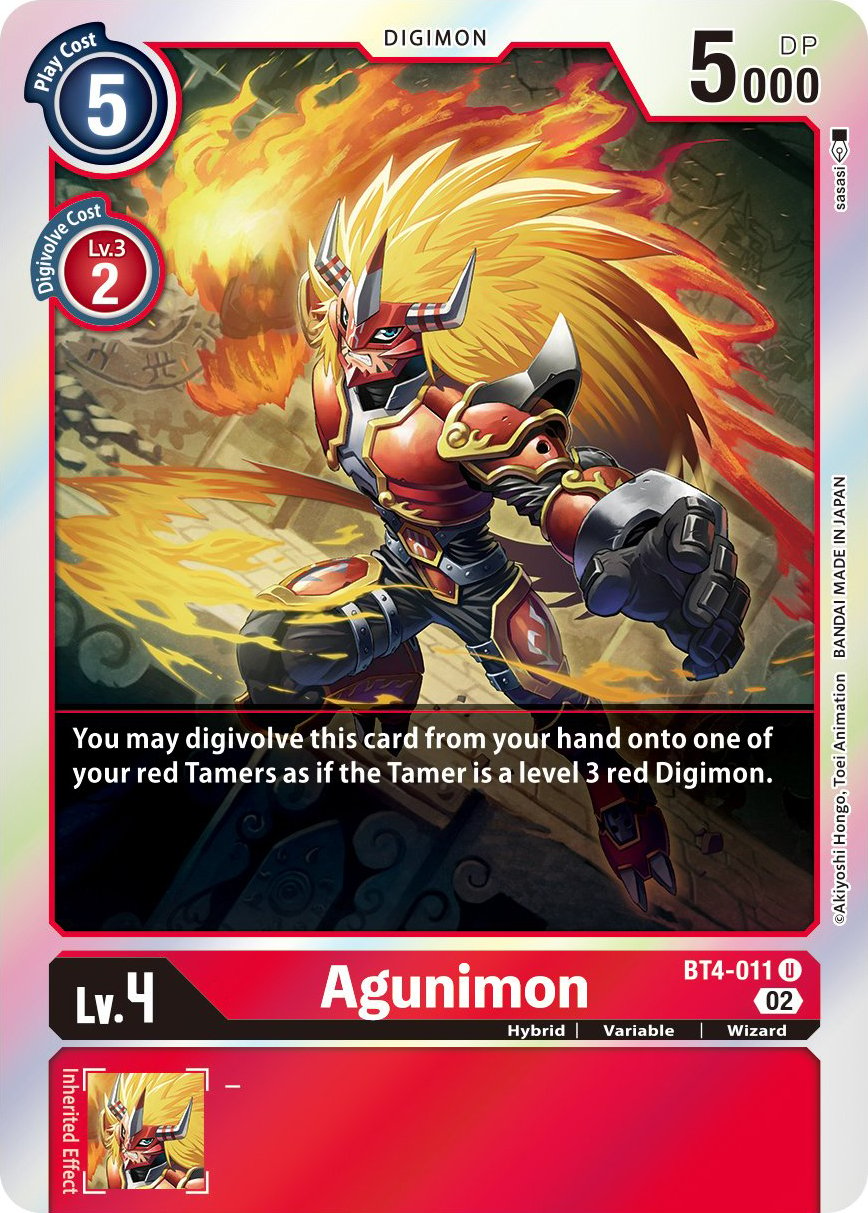 DIGIMON
Play Cost
5
DP
5000
Digivolve Cost
Lv.3
2
sasasi
You may digivolve this card from your hand onto one of
your red Tamers as if the Tamer is a level 3 red Digimon.
©Akiyoshi Hongo, Toei Animation BANDAI MADE IN JAPAN
Lv.4
Agunimon
BT4-011 U
02
Hybrid | Variable | Wizard
Inherited Effect
–